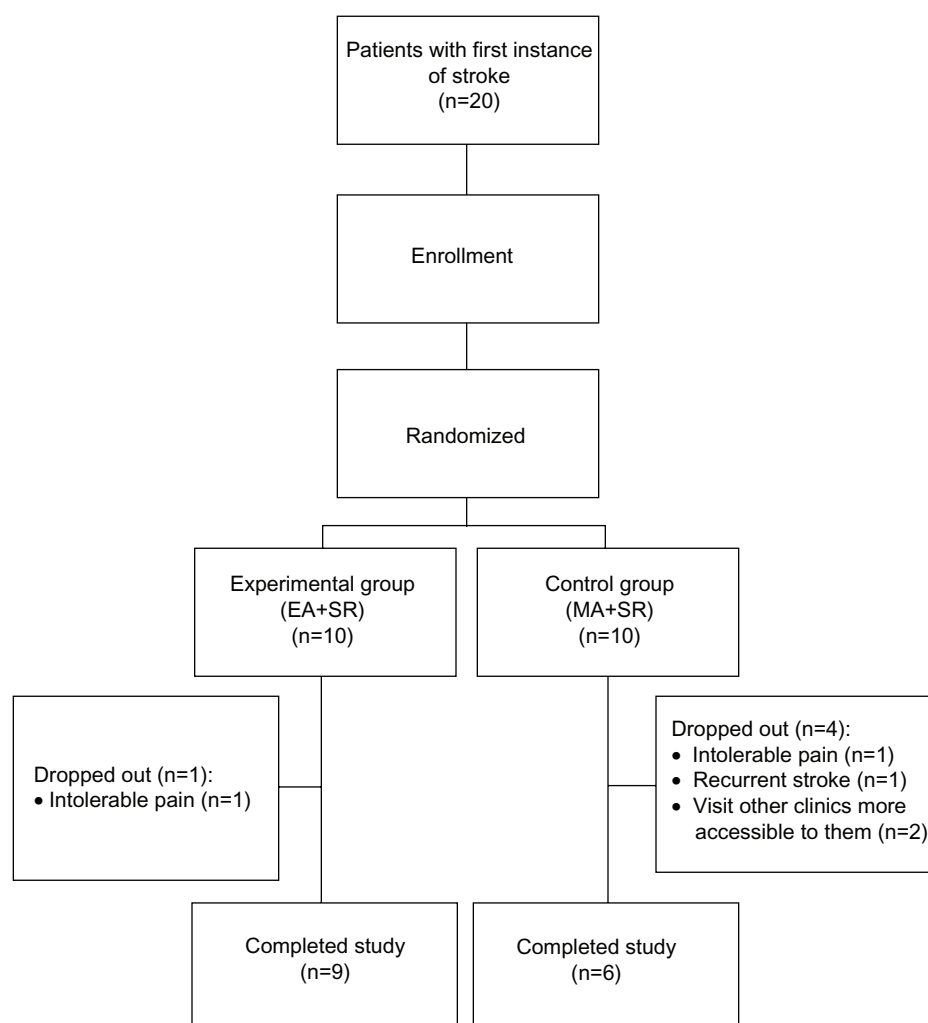 Patients with first instance
of stroke
(n=20)
Enrollment
Randomized
Experimental group
(EA+SR)
(n=10)
Control group
(MA+SR)
(n=10)
Dropped out (n=1):
• Intolerable pain (n=1)
Dropped out (n=4):
• Intolerable pain (n=1)
• Recurrent stroke (n=1)
• Visit other clinics more
accessible to them (n=2)
Completed study
(n=9)
Completed study
(n=6)